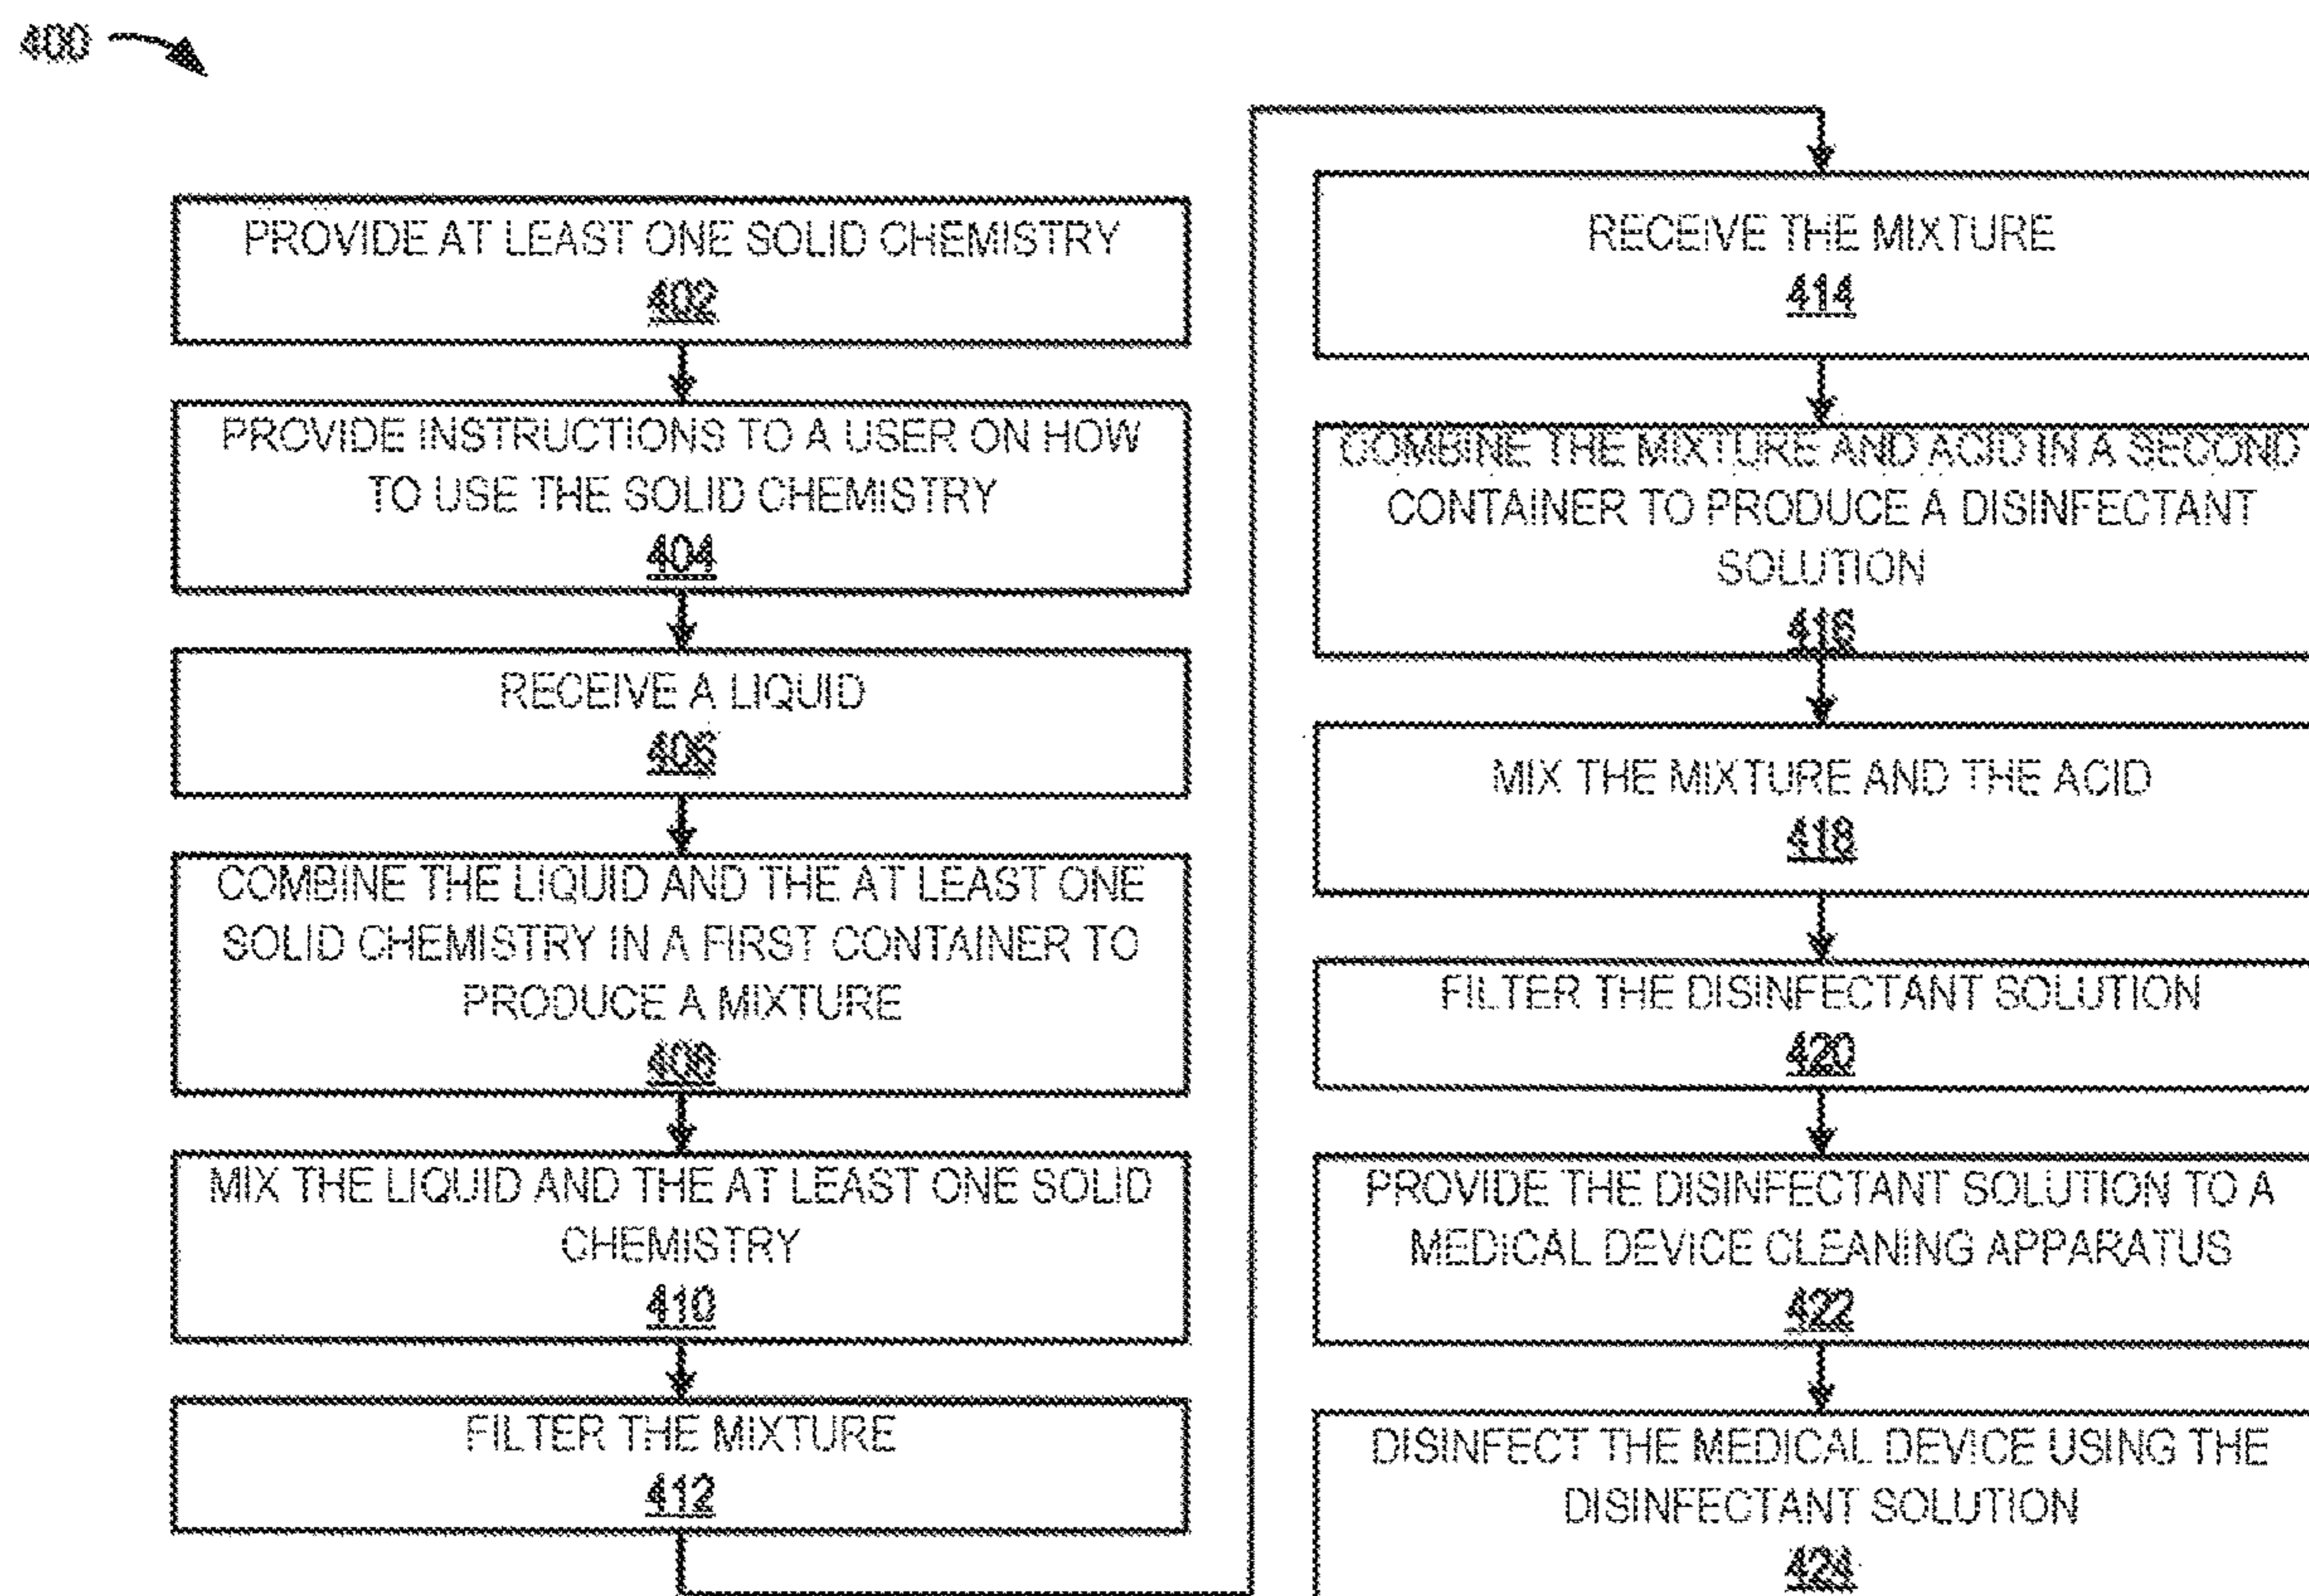 400
PROVIDE AT LEAST ONE SOLID CHEMISTRY
402
PROVIDE INSTRUCTIONS TO A USER ON HOW
TO USE THE SOLID CHEMISTRY
404
RECEIVE A LIQUID
406
COMBINE THE LIQUID AND THE AT LEAST ONE
SOLID CHEMISTRY IN A FIRST CONTAINER TO
PRODUCE A MIXTURE
408
MIX THE LIQUID AND THE AT LEAST ONE SOLID
CHEMISTRY
410
FILTER THE MIXTURE
412
RECEIVE THE MIXTURE
414
COMBINE THE MIXTURE AND ACID IN A SECOND
CONTAINER TO PRODUCE A DISINFECTANT
SOLUTION
416
MIX THE MIXTURE AND THE ACID
418
FILTER THE DISINFECTANT SOLUTION
420
PROVIDE THE DISINFECTANT SOLUTION TO A
MEDICAL DEVICE CLEANING APPARATUS
422
DISINFECT THE MEDICAL DEVICE USING THE
DISINFECTANT SOLUTION
424